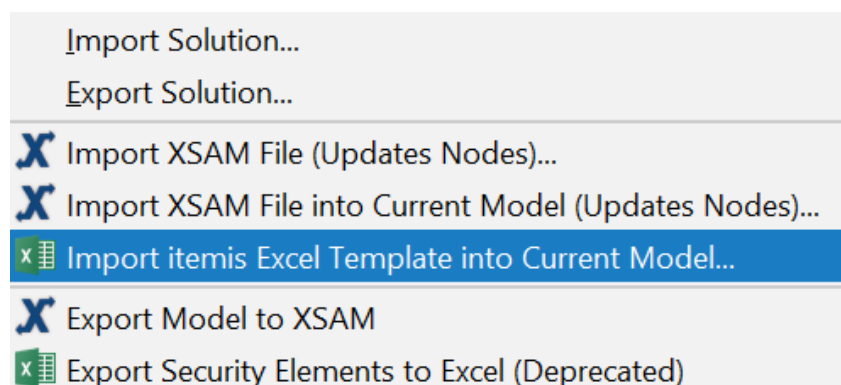 Import Solution...
Export Solution...
Import XSAM File (Updates Nodes)...
Import XSAM File into Current Model (Updates Nodes)...
Import itemis Excel Template into Current Model...
Export Model to XSAM
Export Security Elements to Excel (Deprecated)